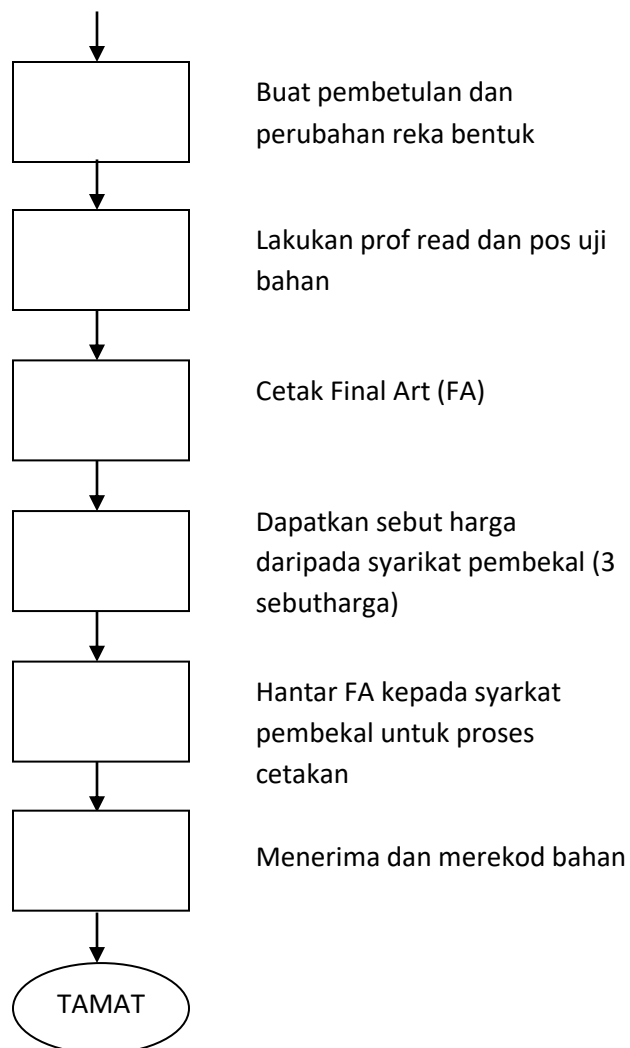 Buat pembetulan dan
perubahan reka bentuk
Lakukan prof read dan pos uji
bahan
Cetak Final Art (FA)
Dapatkan sebut harga
daripada syarikat pembekal (3
sebutharga)
Hantar FA kepada syarkat
pembekal untuk proses
cetakan
Menerima dan merekod bahan
TAMAT